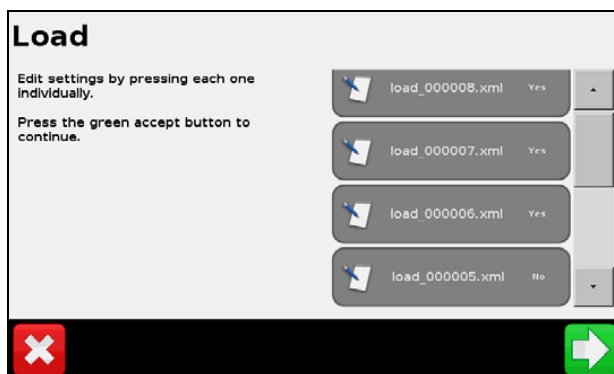 Load
Edit settings by pressing each one
individually.
Press the green accept button to
continue.
load_000008.xml Yes
load_000007.xml Yes
load_000006.xml Yes
load_000005.xml No